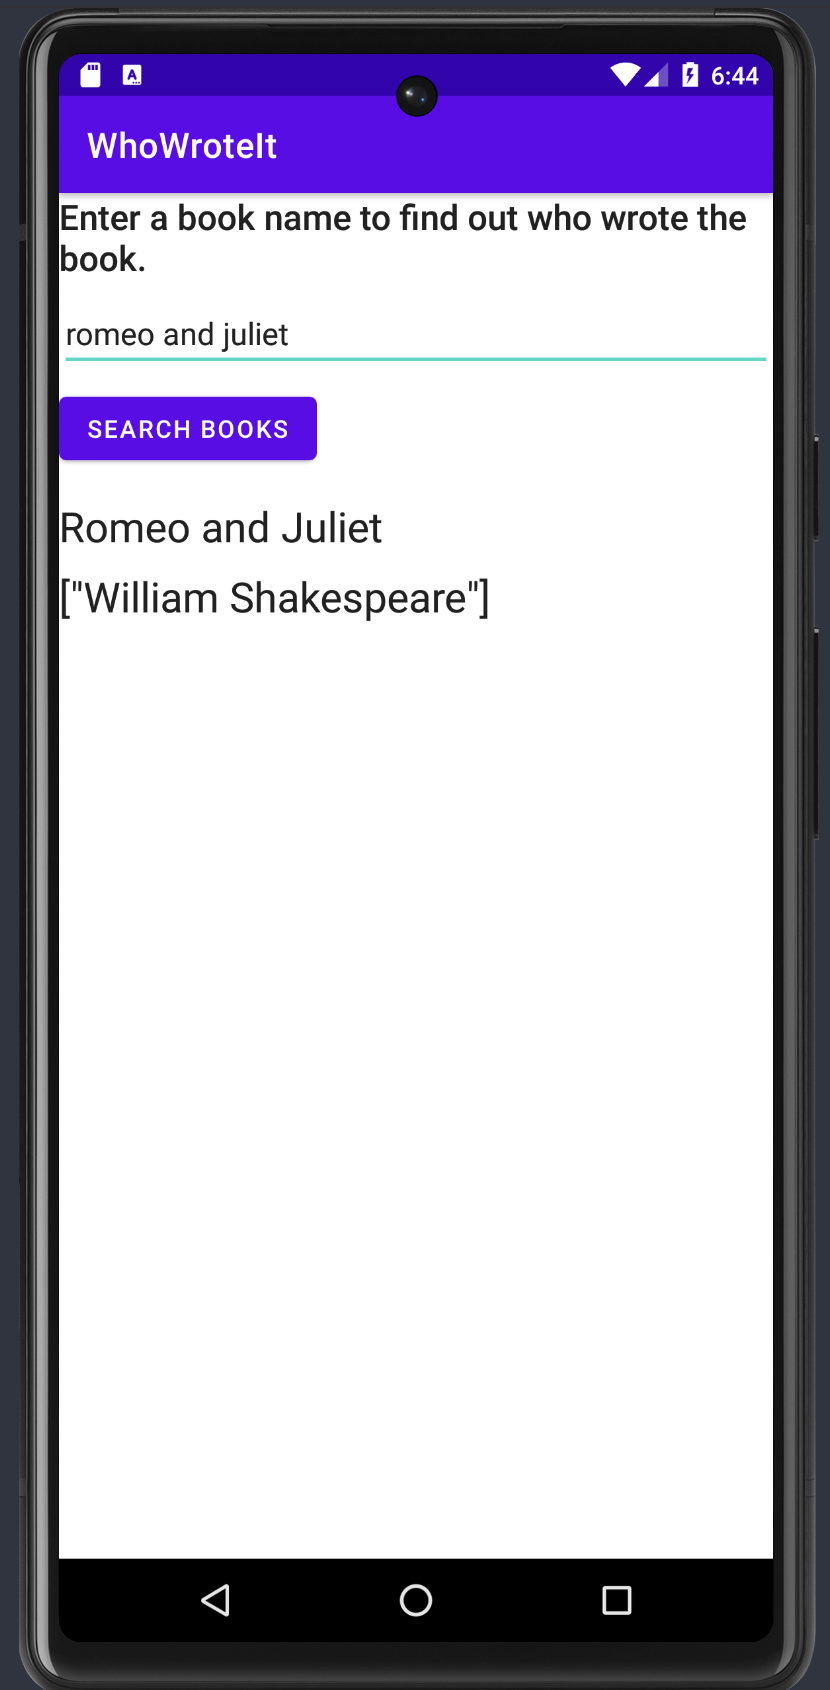 6:44
WhoWroteIt
Enter a book name to find out who wrote the
book.
romeo and juliet
SEARCH BOOKS
Romeo and Juliet
["William Shakespeare"]